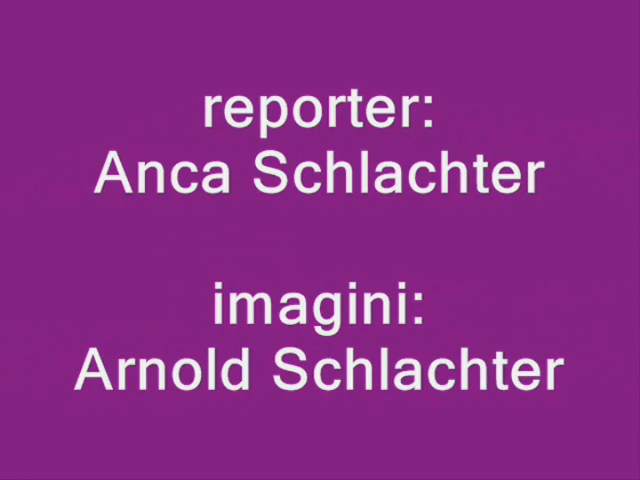 reporter:
Anca Schlachter
imagini:
Arnold Schlachter